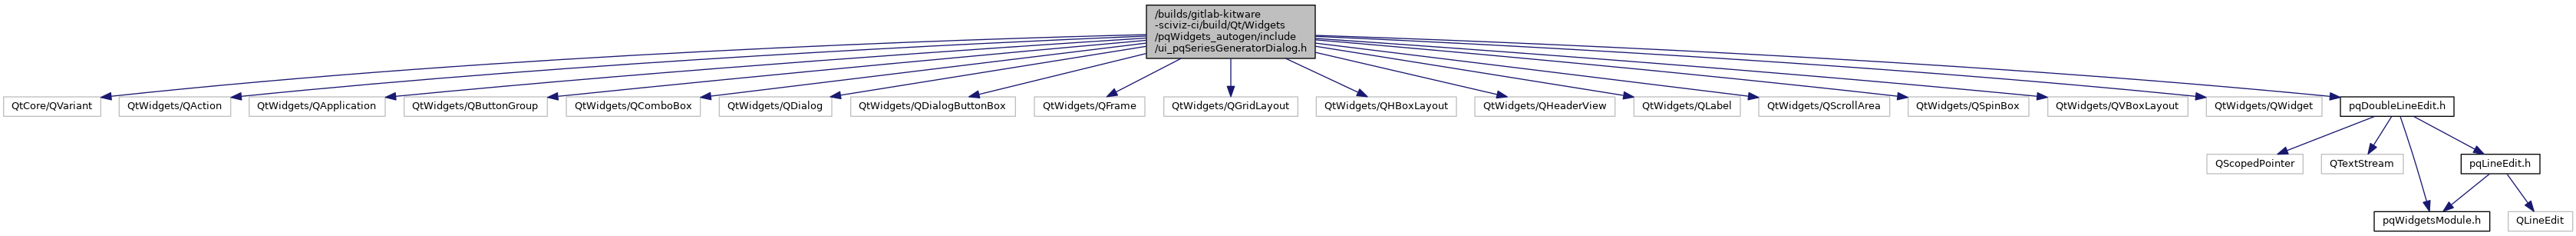 /builds/gitlab-kitware
-sciviz-ci/build/Qt/Widgets
/pqWidgets_autogen/include
/ui_pqSeriesGeneratorDialog.h
QtCore/QVariant
QtWidgets/QAction
QtWidgets/QApplication
QtWidgets/QButtonGroup
QtWidgets/QComboBox
QtWidgets/QDialog
QtWidgets/QDialogButtonBox
QtWidgets/QFrame
QtWidgets/QGridLayout
QtWidgets/QHBoxLayout
QtWidgets/QHeaderView
QtWidgets/QLabel
QtWidgets/QScrollArea
QtWidgets/QSpinBox
QtWidgets/QVBoxLayout
QtWidgets/QWidget
pqDoubleLineEdit.h
QScopedPointer
QTextStream
pqLineEdit.h
pqWidgetsModule.h
QLineEdit